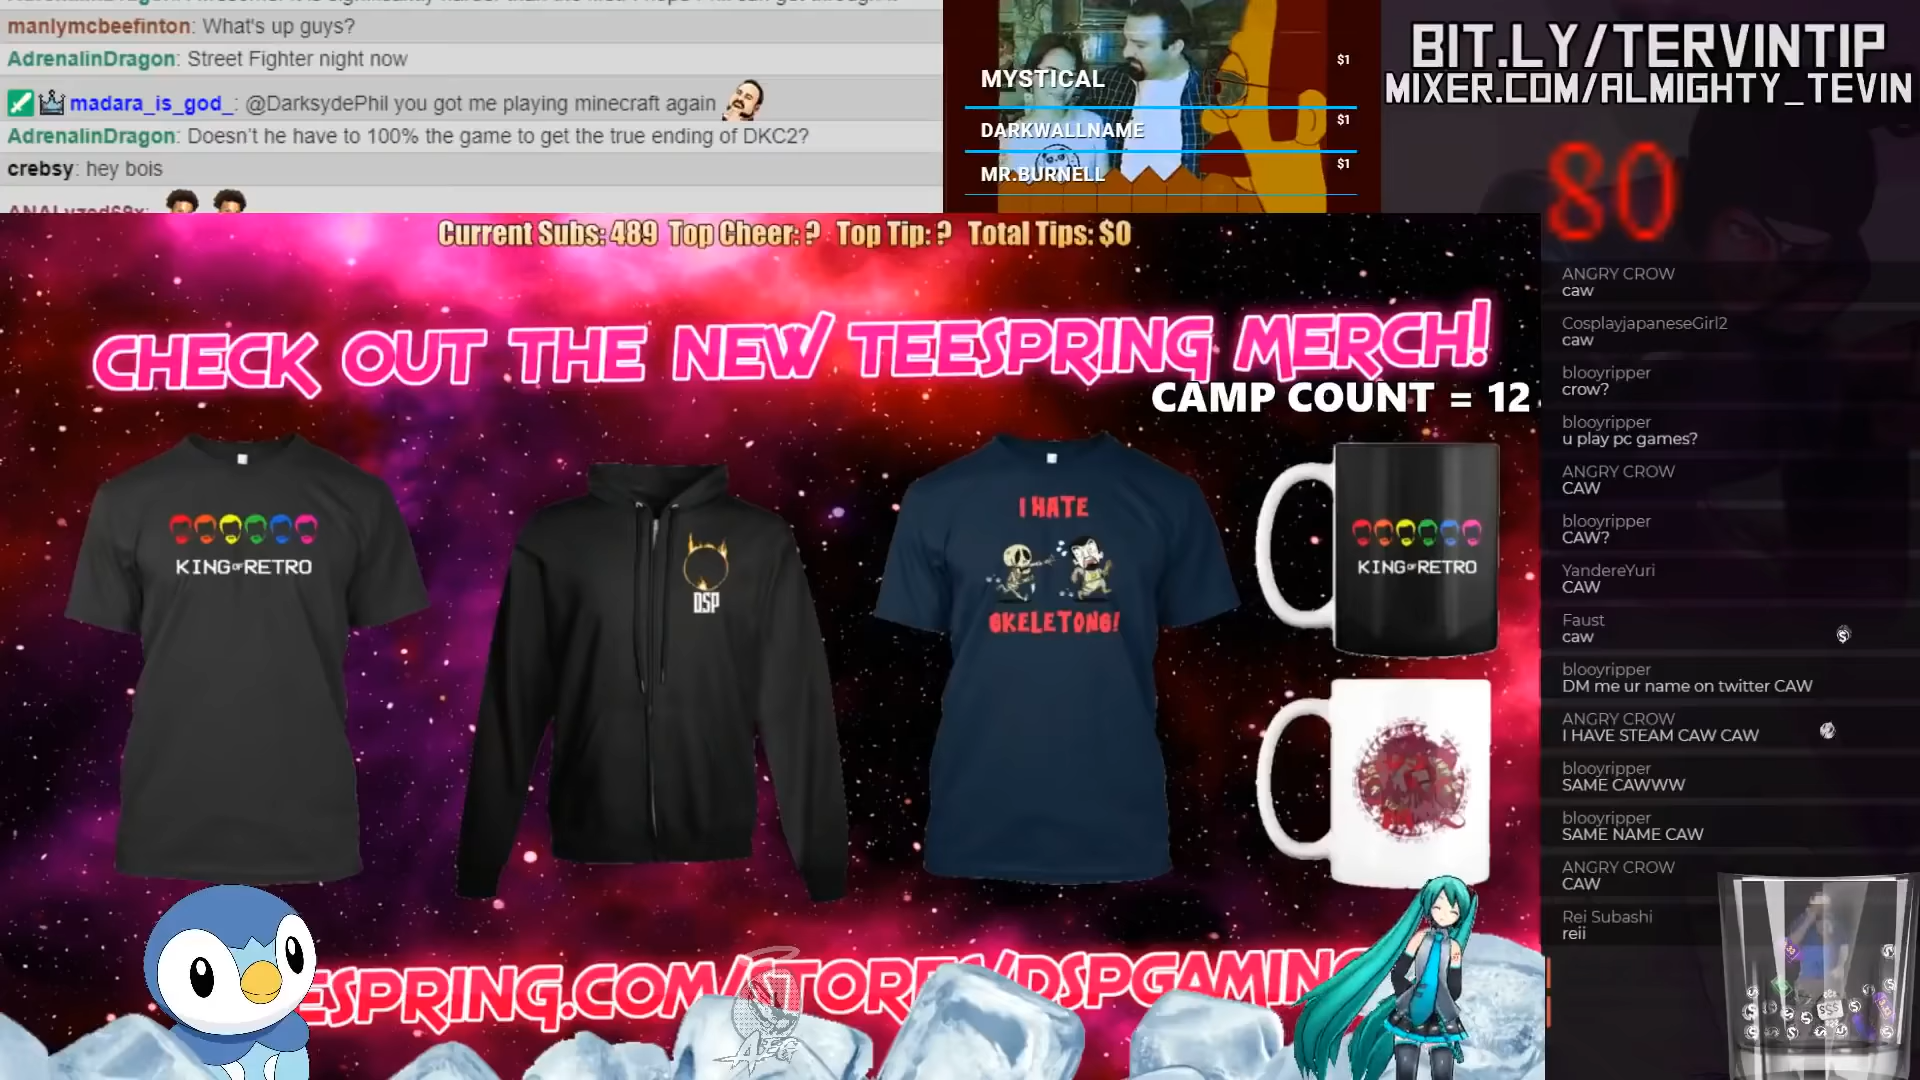 manlymcbeefinton: What's up guys?
AdrenalinDragon: Street Fighter night now
madara_is_god_: @DarksydePhil you got me playing minecraft again
AdrenalinDragon: Doesn't he have to 100% the game to get the true ending of DKC2?
crebsy: hey bois
MYSTICAL $1
DARKWALLNAME $1
MR.BURNELL $1
BIT.LY/TERVINTIP
MIXER.COM/ALMIGHTY_TEVIN
80
Current Subs: 489 Top Cheer: ? Top Tip: ? Total Tips: $0
CHECK OUT THE NEW TEESPRING MERCH!
CAMP COUNT = 12
KING OF RETRO
DSP
I HATE
SKELETONS!
KING OF RETRO
ESPRING.COM/STORES/DSPGAMING
AEG
ANGRY CROW
caw
CosplayjapaneseGirl2
caw
blooyripper
crow?
blooyripper
u play pc games?
ANGRY CROW
CAW
blooyripper
CAW?
YandereYuri
CAW
Faust
caw
blooyripper
DM me ur name on twitter CAW
ANGRY CROW
I HAVE STEAM CAW CAW
blooyripper
SAME CAWWW
blooyripper
SAME NAME CAW
ANGRY CROW
CAW
Rei Subashi
reii